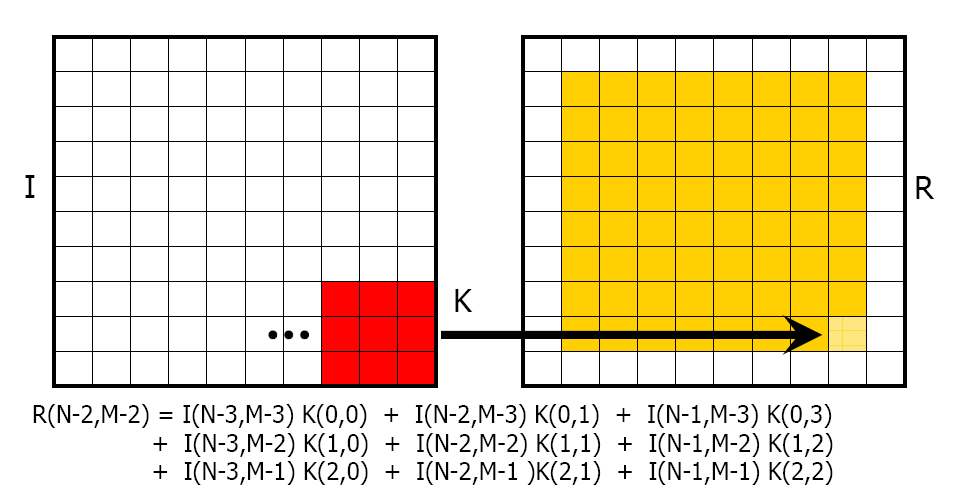 I
K
R
R(N-2,M-2) = I(N-3,M-3) K(0,0) + I(N-2,M-3) K(0,1) + I(N-1,M-3) K(0,3)
+ I(N-3,M-2) K(1,0) + I(N-2,M-2) K(1,1) + I(N-1,M-2) K(1,2)
+ I(N-3,M-1) K(2,0) + I(N-2,M-1 )K(2,1) + I(N-1,M-1) K(2,2)